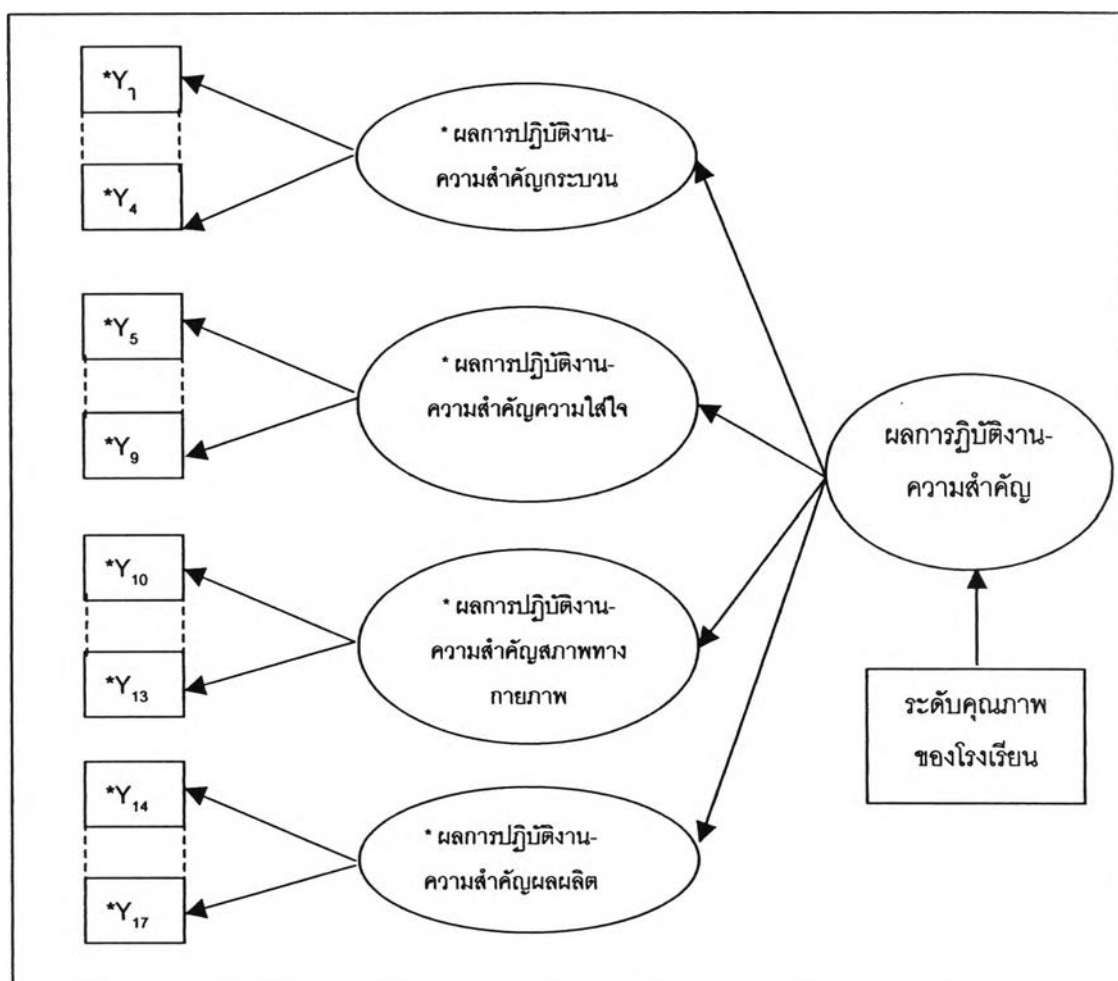 *Y₁
*Y₄
* ผลการปฏิบัติงาน-
ความสำคัญกระบวน
*Y₅
*Y₉
* ผลการปฏิบัติงาน-
ความสำคัญความใส่ใจ
*Y₁₀
*Y₁₃
* ผลการปฏิบัติงาน-
ความสำคัญสภาพทาง
กายภาพ
*Y₁₄
*Y₁₇
* ผลการปฏิบัติงาน-
ความสำคัญผลผลิต
ผลการฏิบัติงาน-
ความสำคัญ
ระดับคุณภาพ
ของโรงเรียน